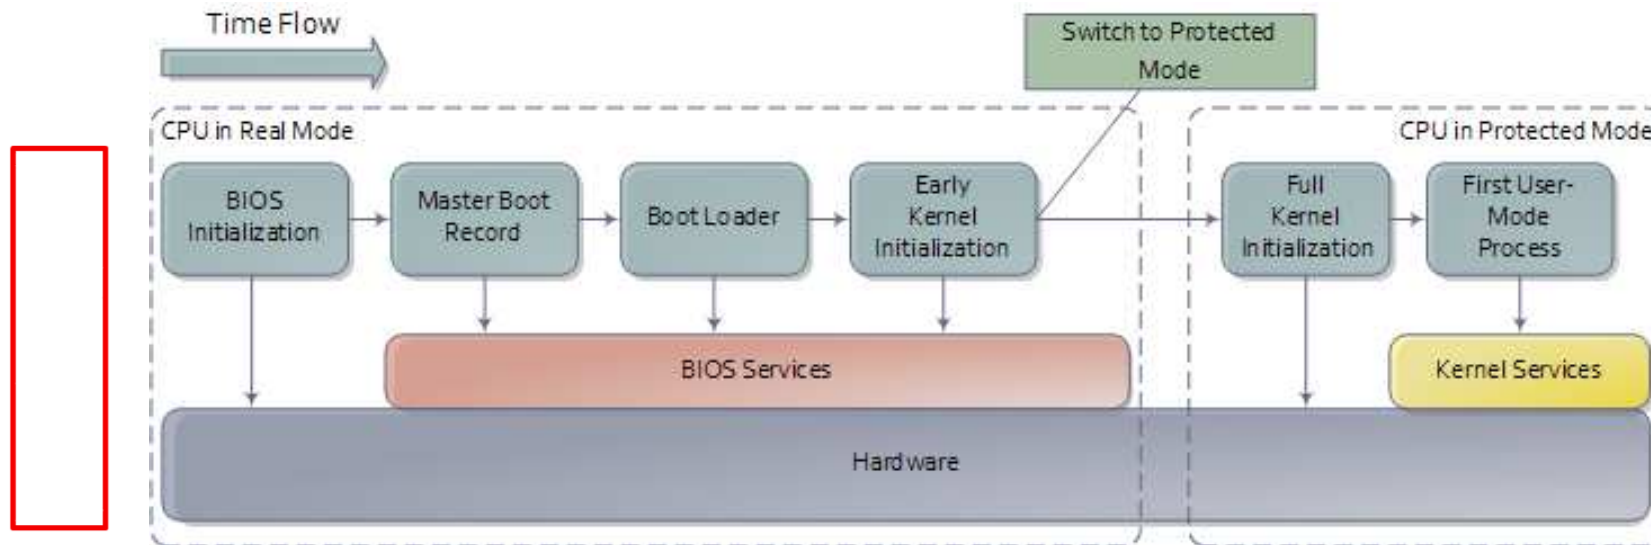 Time Flow
Switch to Protected
Mode
CPU in Real Mode
CPU in Protected Mode
BIOS
Initialization
Master Boot
Record
Boot Loader
Early
Kernel
Initialization
Full
Kernel
Initialization
First User-
Mode
Process
BIOS Services
Kernel Services
Hardware